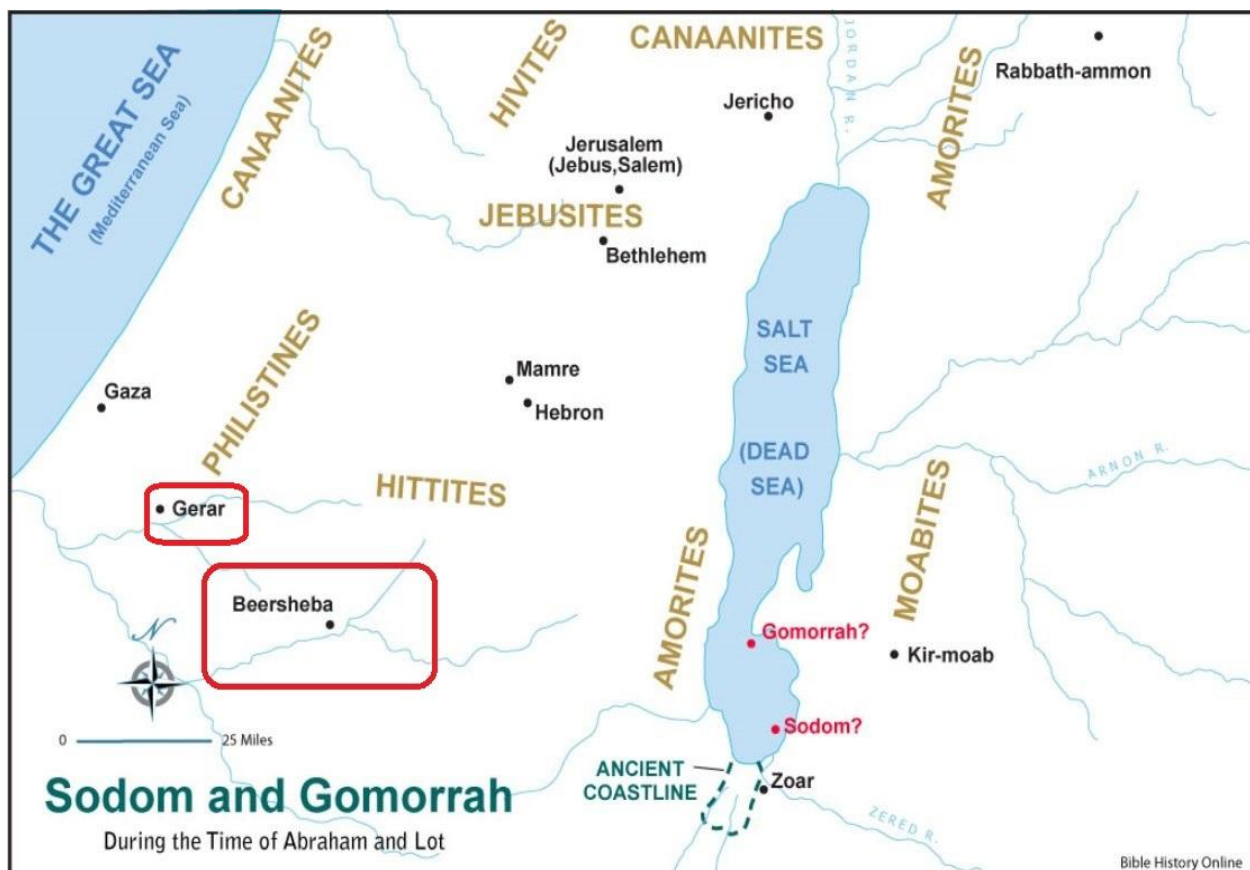 THE GREAT SEA
(Mediterranean Sea)
CANAANITES
HIVITES
CANAANITES
JORDAN R.
AMORITES
Rabbath-ammon
Jericho
Jerusalem
(Jebus,Salem)
JEBUSITES
Bethlehem
SALT
SEA
(DEAD
SEA)
Mamre
Hebron
Gaza
PHILISTINES
Gerar
HITTITES
ARNON R.
MOABITES
AMORITES
Beersheba
Gomorrah?
Kir-moab
Sodom?
N
0
25 Miles
ANCIENT
COASTLINE
Zoar
ZERED R.
Sodom and Gomorrah
During the Time of Abraham and Lot
Bible History Online